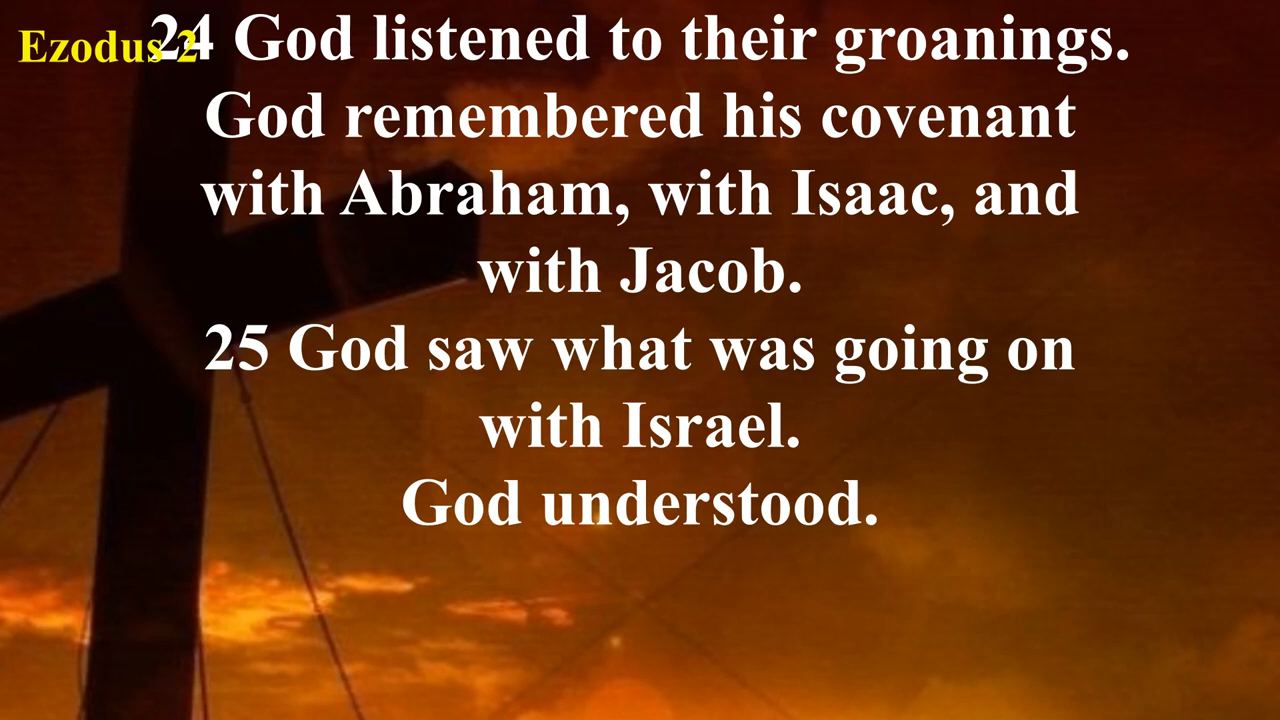 Ezodus 2
24 God listened to their groanings.
God remembered his covenant
with Abraham, with Isaac, and
with Jacob.
25 God saw what was going on
with Israel.
God understood.